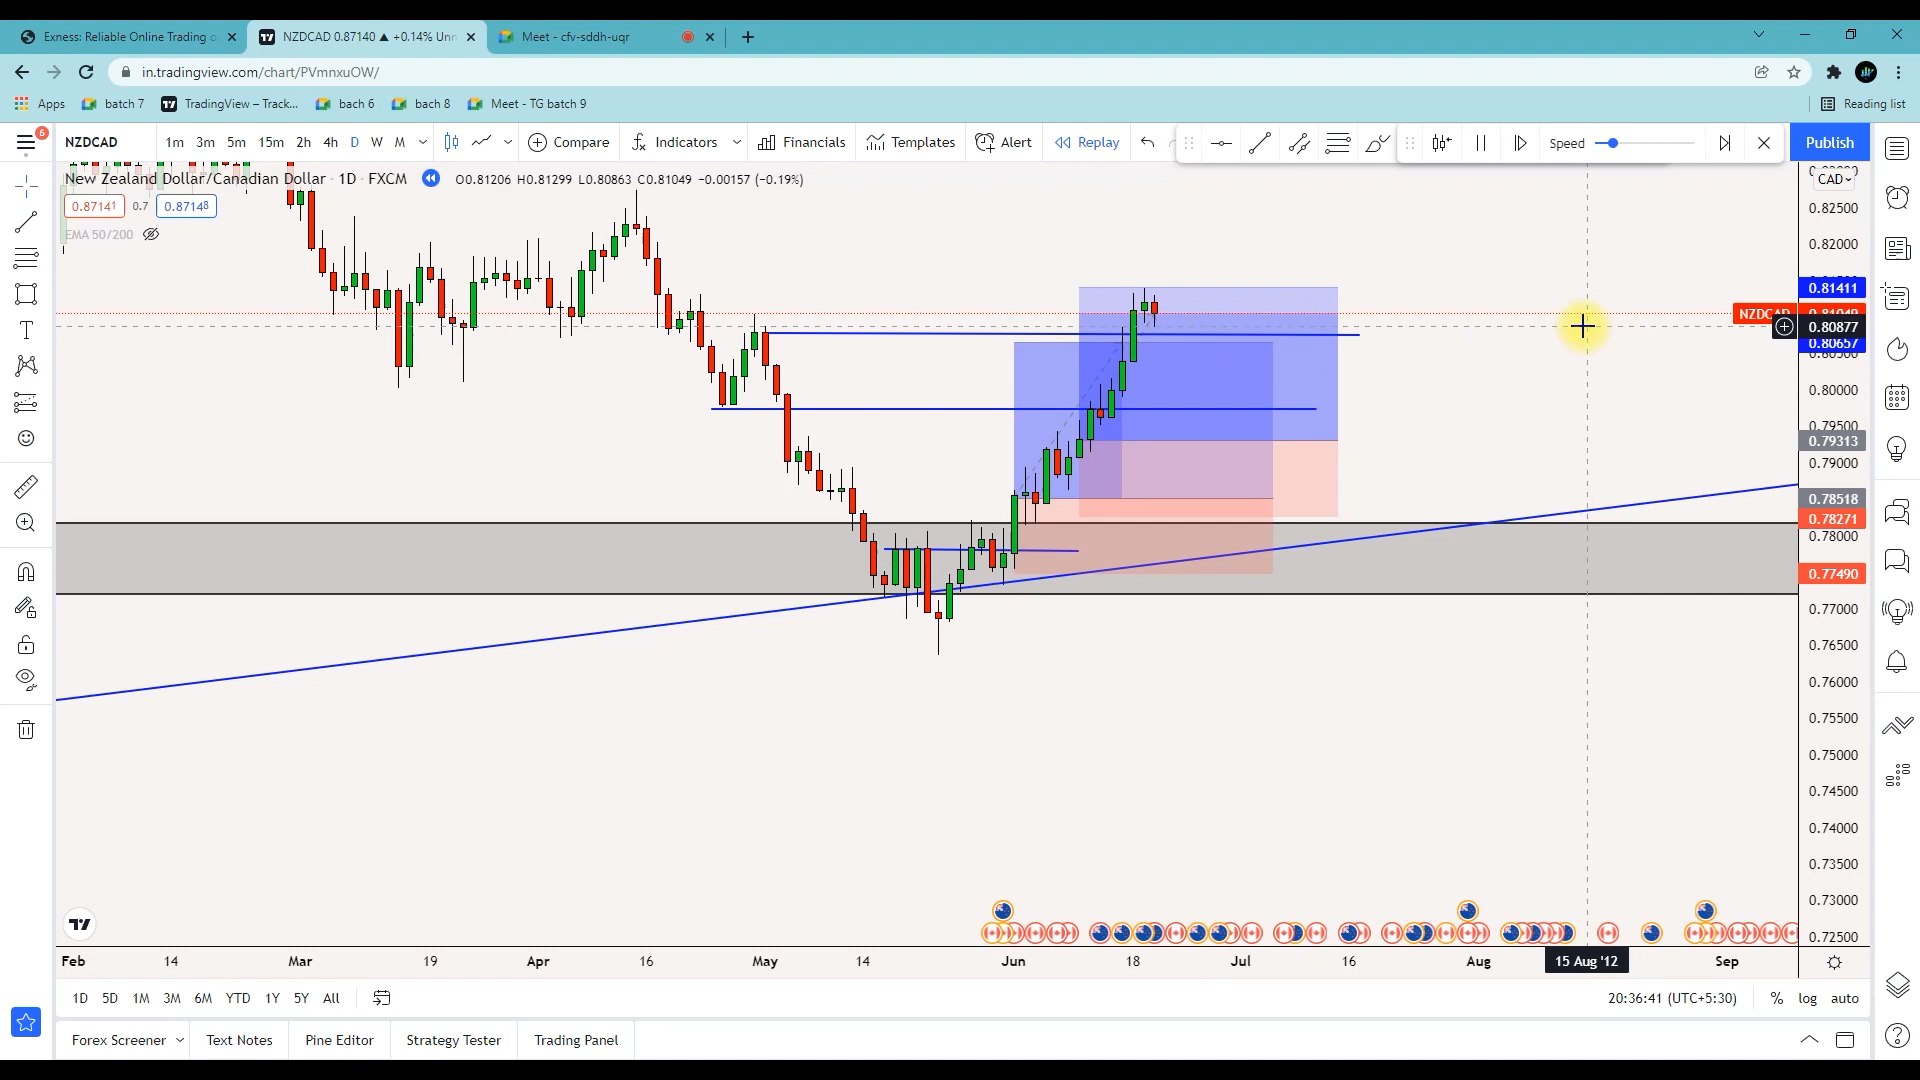 Exness: Reliable Online Trading o
NZDCAD 0.87140 ▲ +0.14% Unn
Meet - cfv-sddh-uqr
in.tradingview.com/chart/PVmnxuOW/
Apps
batch 7
TradingView – Track...
bach 6
bach 8
Meet - TG batch 9
Reading list
6
NZDCAD
1m 3m 5m 15m 2h 4h D W M
Compare
Indicators
Financials
Templates
Alert
Replay
Speed
Publish
New Zealand Dollar/Canadian Dollar · 1D · FXCM
O0.81206 H0.81299 L0.80863 C0.81049 −0.00157 (−0.19%)
0.87141
0.7
0.87148
EMA 50/200
CAD
0.82500
0.82000
0.81411
NZDCAD
0.80877
0.80657
0.80500
0.80000
0.79500
0.79313
0.79000
0.78518
0.78271
0.78000
0.77490
0.77000
0.76500
0.76000
0.75500
0.75000
0.74500
0.74000
0.73500
0.73000
0.72500
Feb 14 Mar 19 Apr 16 May 14 Jun 18 Jul 16 Aug 15 Aug '12 Sep
1D 5D 1M 3M 6M YTD 1Y 5Y All
20:36:41 (UTC+5:30)
% log auto
Forex Screener
Text Notes
Pine Editor
Strategy Tester
Trading Panel